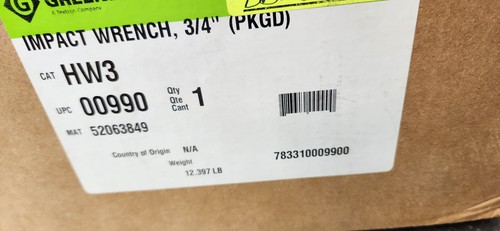 A Textron Company
IMPACT WRENCH, 3/4" (PKGD)
CAT HW3
UPC 00990 Qty Qte Cant 1
MAT 52063849
Country of Origin N/A
Weight
12.397 LB
783310009900